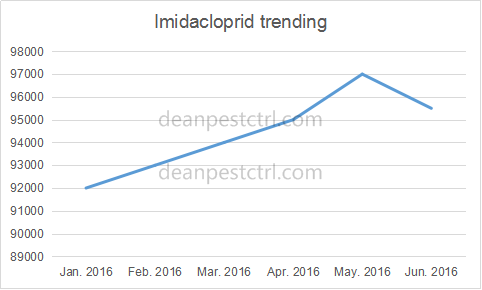 Imidacloprid trending
98000
97000
96000
95000
94000
93000
92000
91000
90000
89000
Jan. 2016 Feb. 2016 Mar. 2016 Apr. 2016 May. 2016 Jun. 2016
deanpestctrl.com
deanpestctrl.com